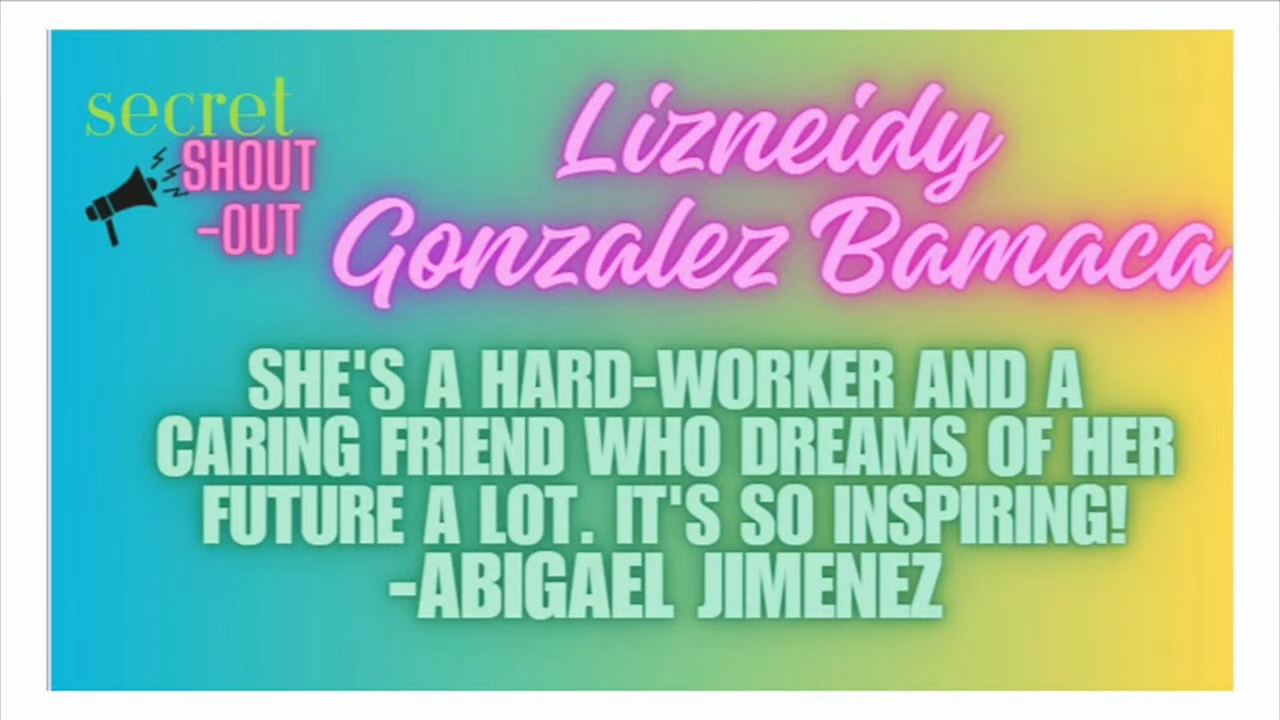 secret
SHOUT
-OUT
Lizneidy
Gonzalez Bamaca
SHE'S A HARD-WORKER AND A
CARING FRIEND WHO DREAMS OF HER
FUTURE A LOT. IT'S SO INSPIRING!
-ABIGAEL JIMENEZ